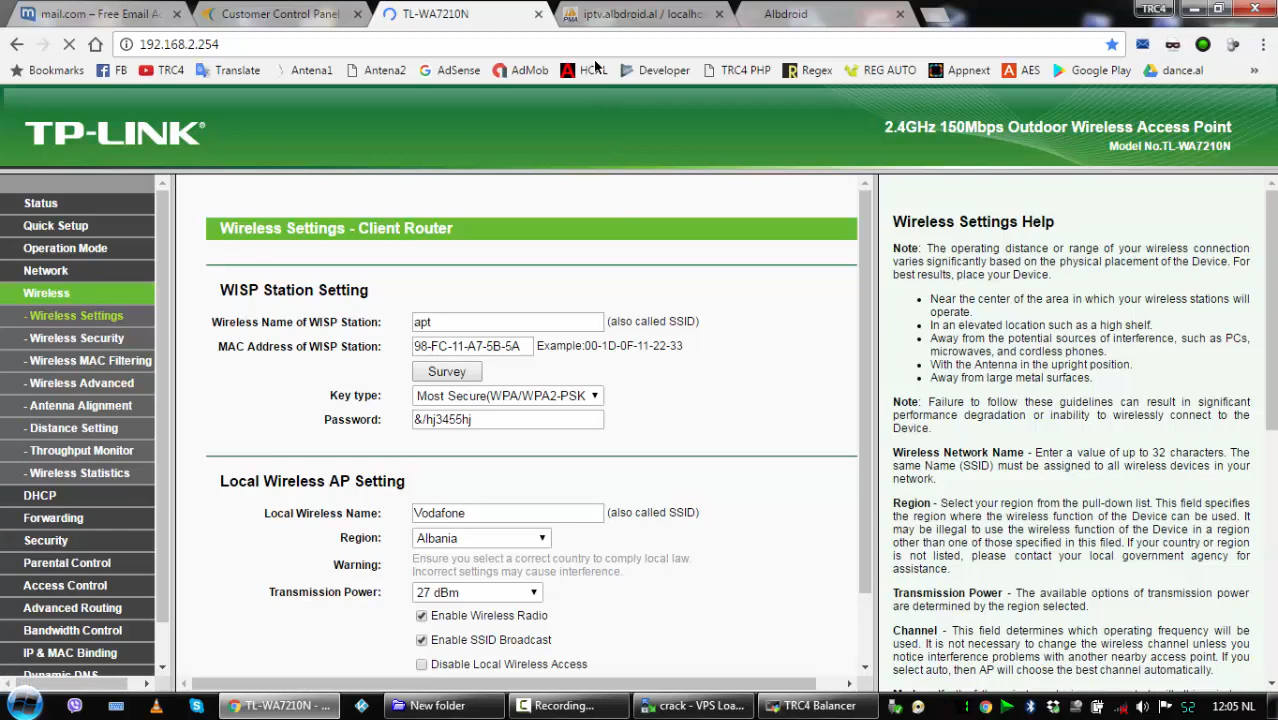 mail.com – Free Email A
Customer Control Panel
TL-WA7210N
iptv.albdroid.al / localho
Albdroid
TRC4
192.168.2.254
Bookmarks
FB
TRC4
Translate
Antena1
Antena2
AdSense
AdMob
Developer
TRC4 PHP
Regex
REG AUTO
Appnext
AES
Google Play
dance.al
TP-LINK®
2.4GHz 150Mbps Outdoor Wireless Access Point
Model No.TL-WA7210N
Status
Quick Setup
Operation Mode
Network
Wireless
- Wireless Settings
- Wireless Security
- Wireless MAC Filtering
- Wireless Advanced
- Antenna Alignment
- Distance Setting
- Throughput Monitor
- Wireless Statistics
DHCP
Forwarding
Security
Parental Control
Access Control
Advanced Routing
Bandwidth Control
IP & MAC Binding
Dynamic DNS
Wireless Settings - Client Router
WISP Station Setting
Wireless Name of WISP Station: apt (also called SSID)
MAC Address of WISP Station: 98-FC-11-A7-5B-5A Example:00-1D-0F-11-22-33
Survey
Key type: Most Secure(WPA/WPA2-PSK
Password: &/hj3455hj
Local Wireless AP Setting
Local Wireless Name: Vodafone (also called SSID)
Region: Albania
Warning: Ensure you select a correct country to comply local law.
Incorrect settings may cause interference.
Transmission Power: 27 dBm
Enable Wireless Radio
Enable SSID Broadcast
Disable Local Wireless Access
Wireless Settings Help
Note: The operating distance or range of your wireless connection
varies significantly based on the physical placement of the Device. For
best results, place your Device.
• Near the center of the area in which your wireless stations will
operate.
• In an elevated location such as a high shelf.
• Away from the potential sources of interference, such as PCs,
microwaves, and cordless phones.
• With the Antenna in the upright position.
• Away from large metal surfaces.
Note: Failure to follow these guidelines can result in significant
performance degradation or inability to wirelessly connect to the
Device.
Wireless Network Name - Enter a value of up to 32 characters. The
same Name (SSID) must be assigned to all wireless devices in your
network.
Region - Select your region from the pull-down list. This field specifies
the region where the wireless function of the Device can be used. It
may be illegal to use the wireless function of the Device in a region
other than one of those specified in this filed. If your country or region
is not listed, please contact your local government agency for
assistance.
Transmission Power - The available options of transmission power
are determined by the region selected.
Channel - This field determines which operating frequency will be
used. It is not necessary to change the wireless channel unless you
notice interference problems with another nearby access point. If you
select auto, then AP will choose the best channel automatically.
TL-WA7210N - ...
New folder
Recording...
crack - VPS Loa...
TRC4 Balancer
52
12:05 NL